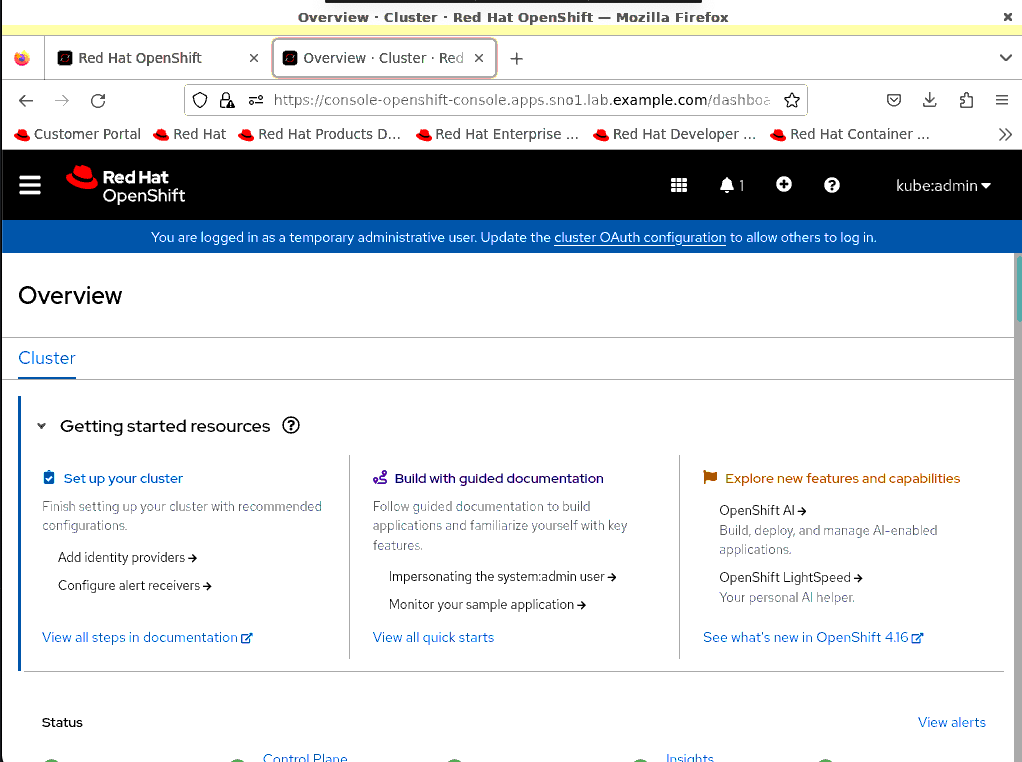 Overview · Cluster · Red Hat OpenShift — Mozilla Firefox
Red Hat OpenShift
Overview · Cluster · Red
https://console-openshift-console.apps.sno1.lab.example.com/dashboa
Customer Portal
Red Hat
Red Hat Products D...
Red Hat Enterprise ...
Red Hat Developer ...
Red Hat Container ...
Red Hat
OpenShift
1
kube:admin
You are logged in as a temporary administrative user. Update the cluster OAuth configuration to allow others to log in.
Overview
Cluster
Getting started resources
Set up your cluster
Finish setting up your cluster with recommended
configurations.
Add identity providers
Configure alert receivers
View all steps in documentation
Build with guided documentation
Follow guided documentation to build
applications and familiarize yourself with key
features.
Impersonating the system:admin user
Monitor your sample application
View all quick starts
Explore new features and capabilities
OpenShift AI
Build, deploy, and manage AI-enabled
applications.
OpenShift LightSpeed
Your personal AI helper.
See what's new in OpenShift 4.16
Status
View alerts
Control Plane
Insights